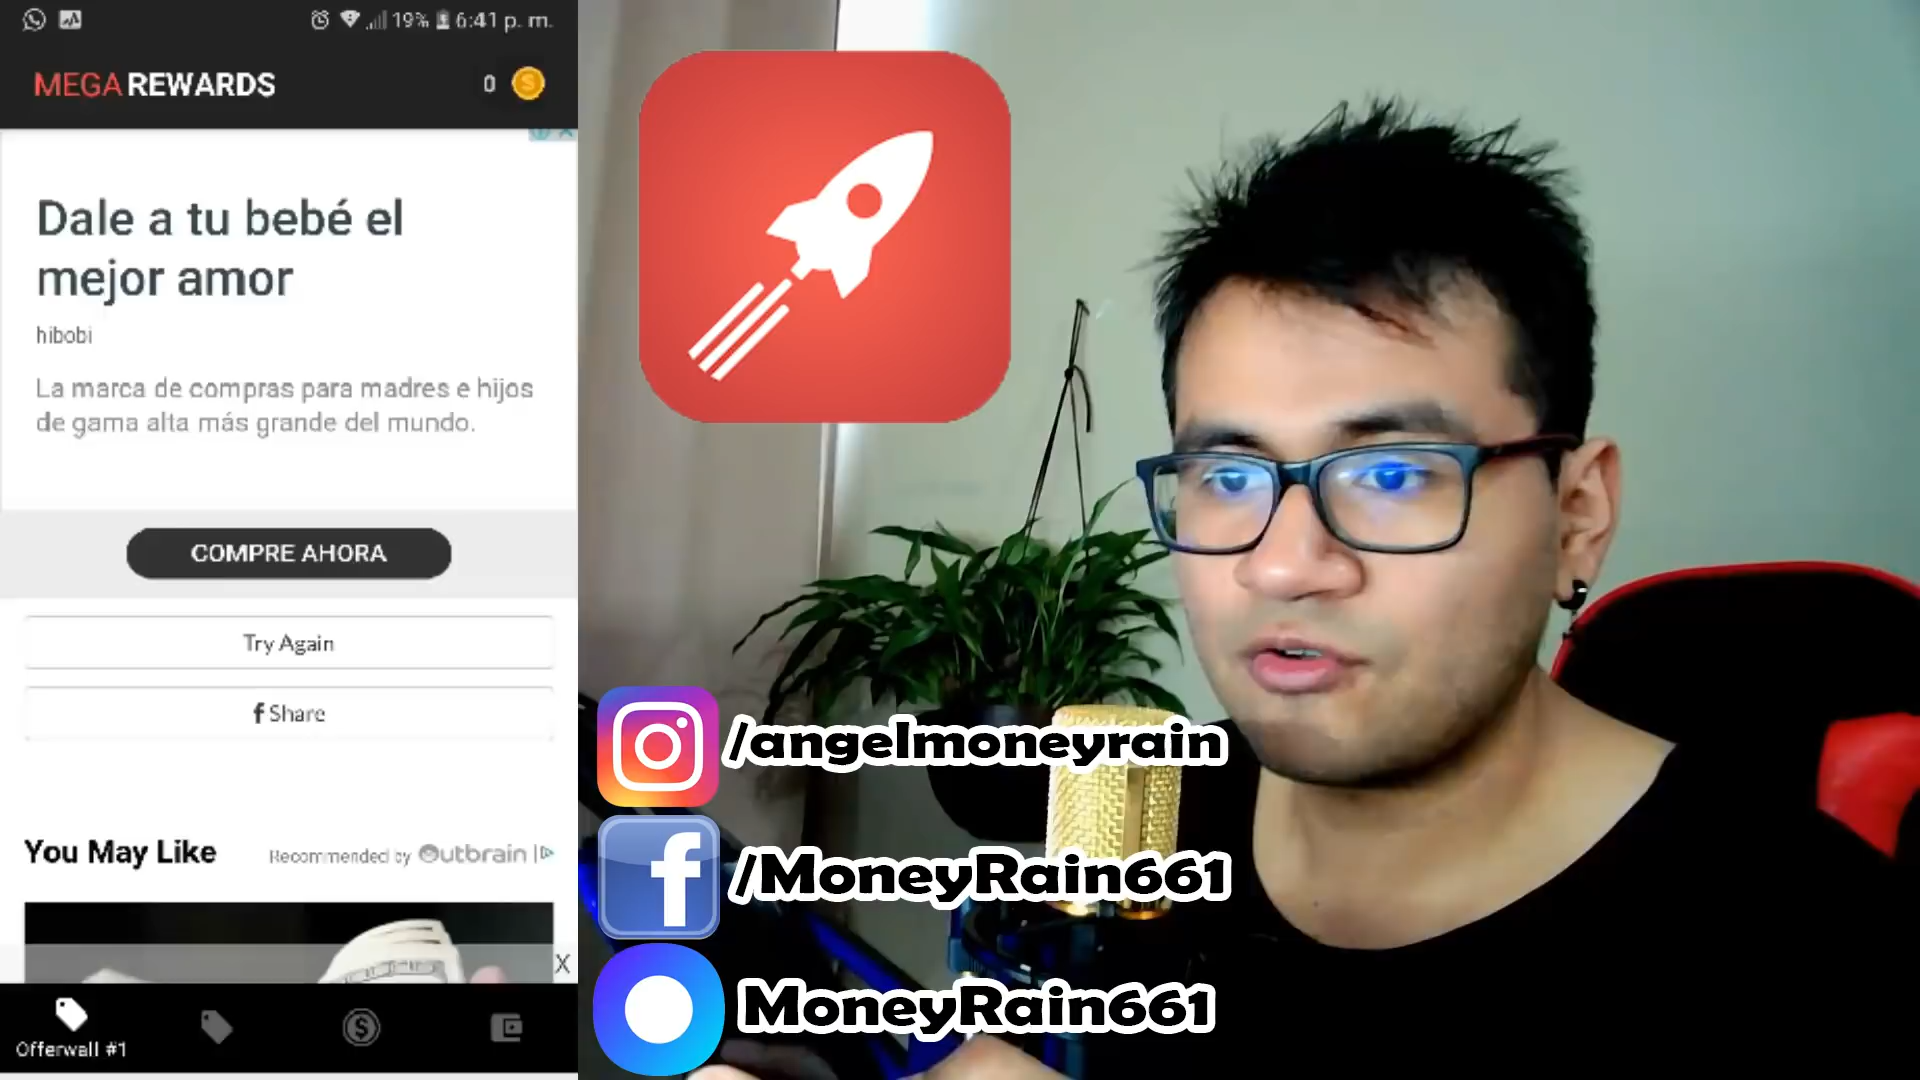 19% 6:41 p. m.
MEGA REWARDS
0
Dale a tu bebé el
mejor amor
hibobi
La marca de compras para madres e hijos
de gama alta más grande del mundo.
COMPRE AHORA
Try Again
Share
You May Like
Recommended by Outbrain
X
Offerwall #1
/angelmoneyrain
/MoneyRain661
MoneyRain661